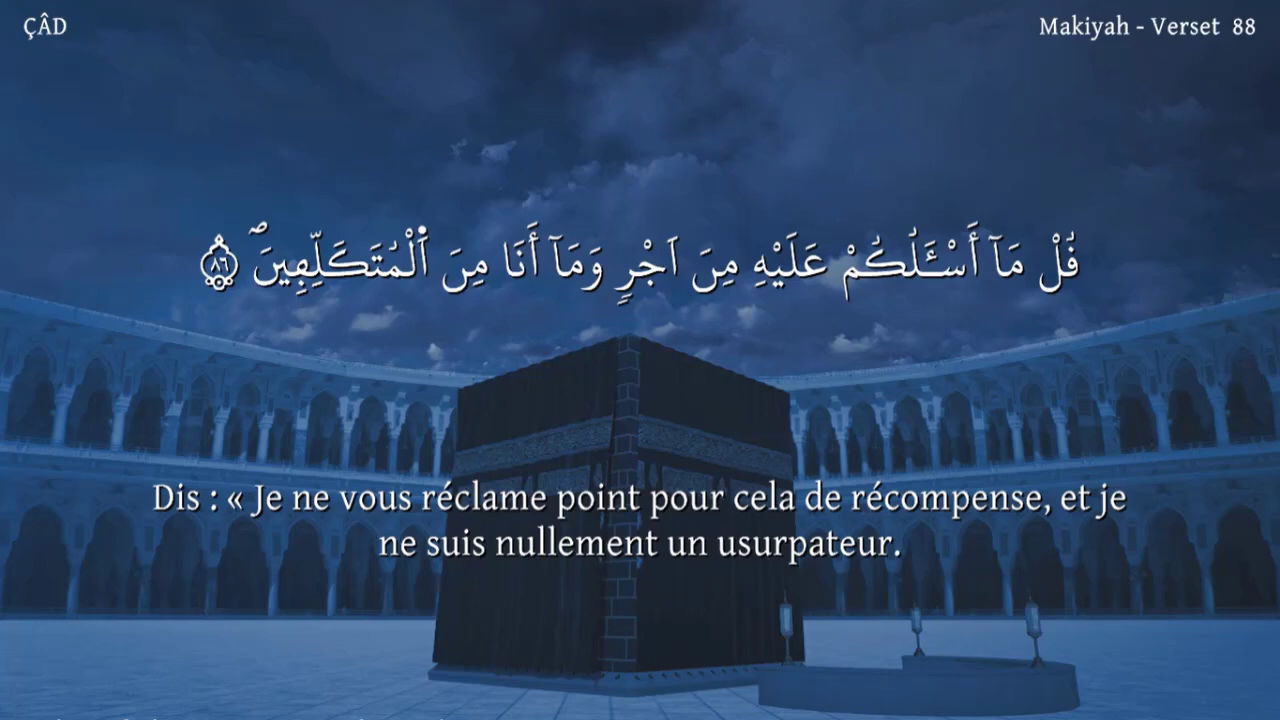 ÇÂD
Makiyah - Verset 88
قُلْ مَآ أَسْـَٔلُكُمْ عَلَيْهِ مِنَ اَجْرٖ وَمَآ أَنَا مِنَ اَ۬لْمُتَكَلِّفِينَۖ ٨٦
Dis : « Je ne vous réclame point pour cela de récompense, et je
ne suis nullement un usurpateur.